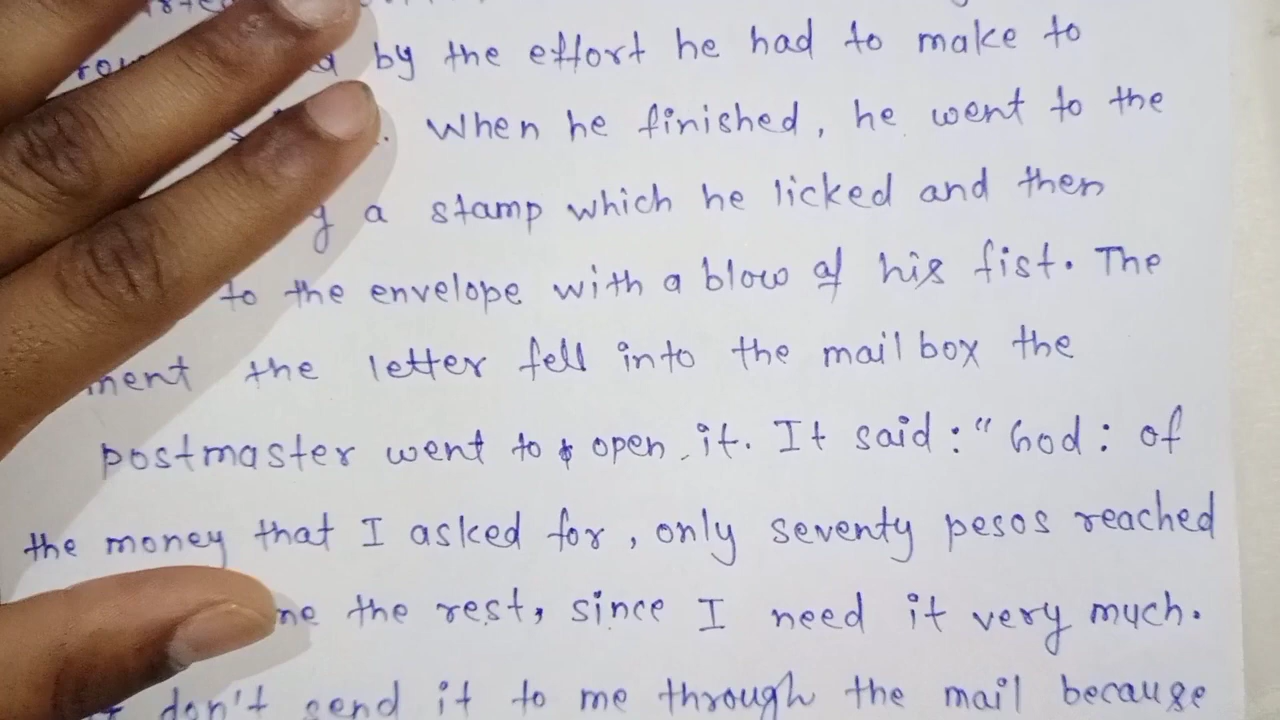 by the effort he had to make to
. When he finished, he went to the
a stamp which he licked and then
to the envelope with a blow of his fist. The
the letter fell into the mailbox the
postmaster went to open it. It said: "God: of
the money that I asked for, only seventy pesos reached
the rest, since I need it very much.
don't send it to me through the mail because